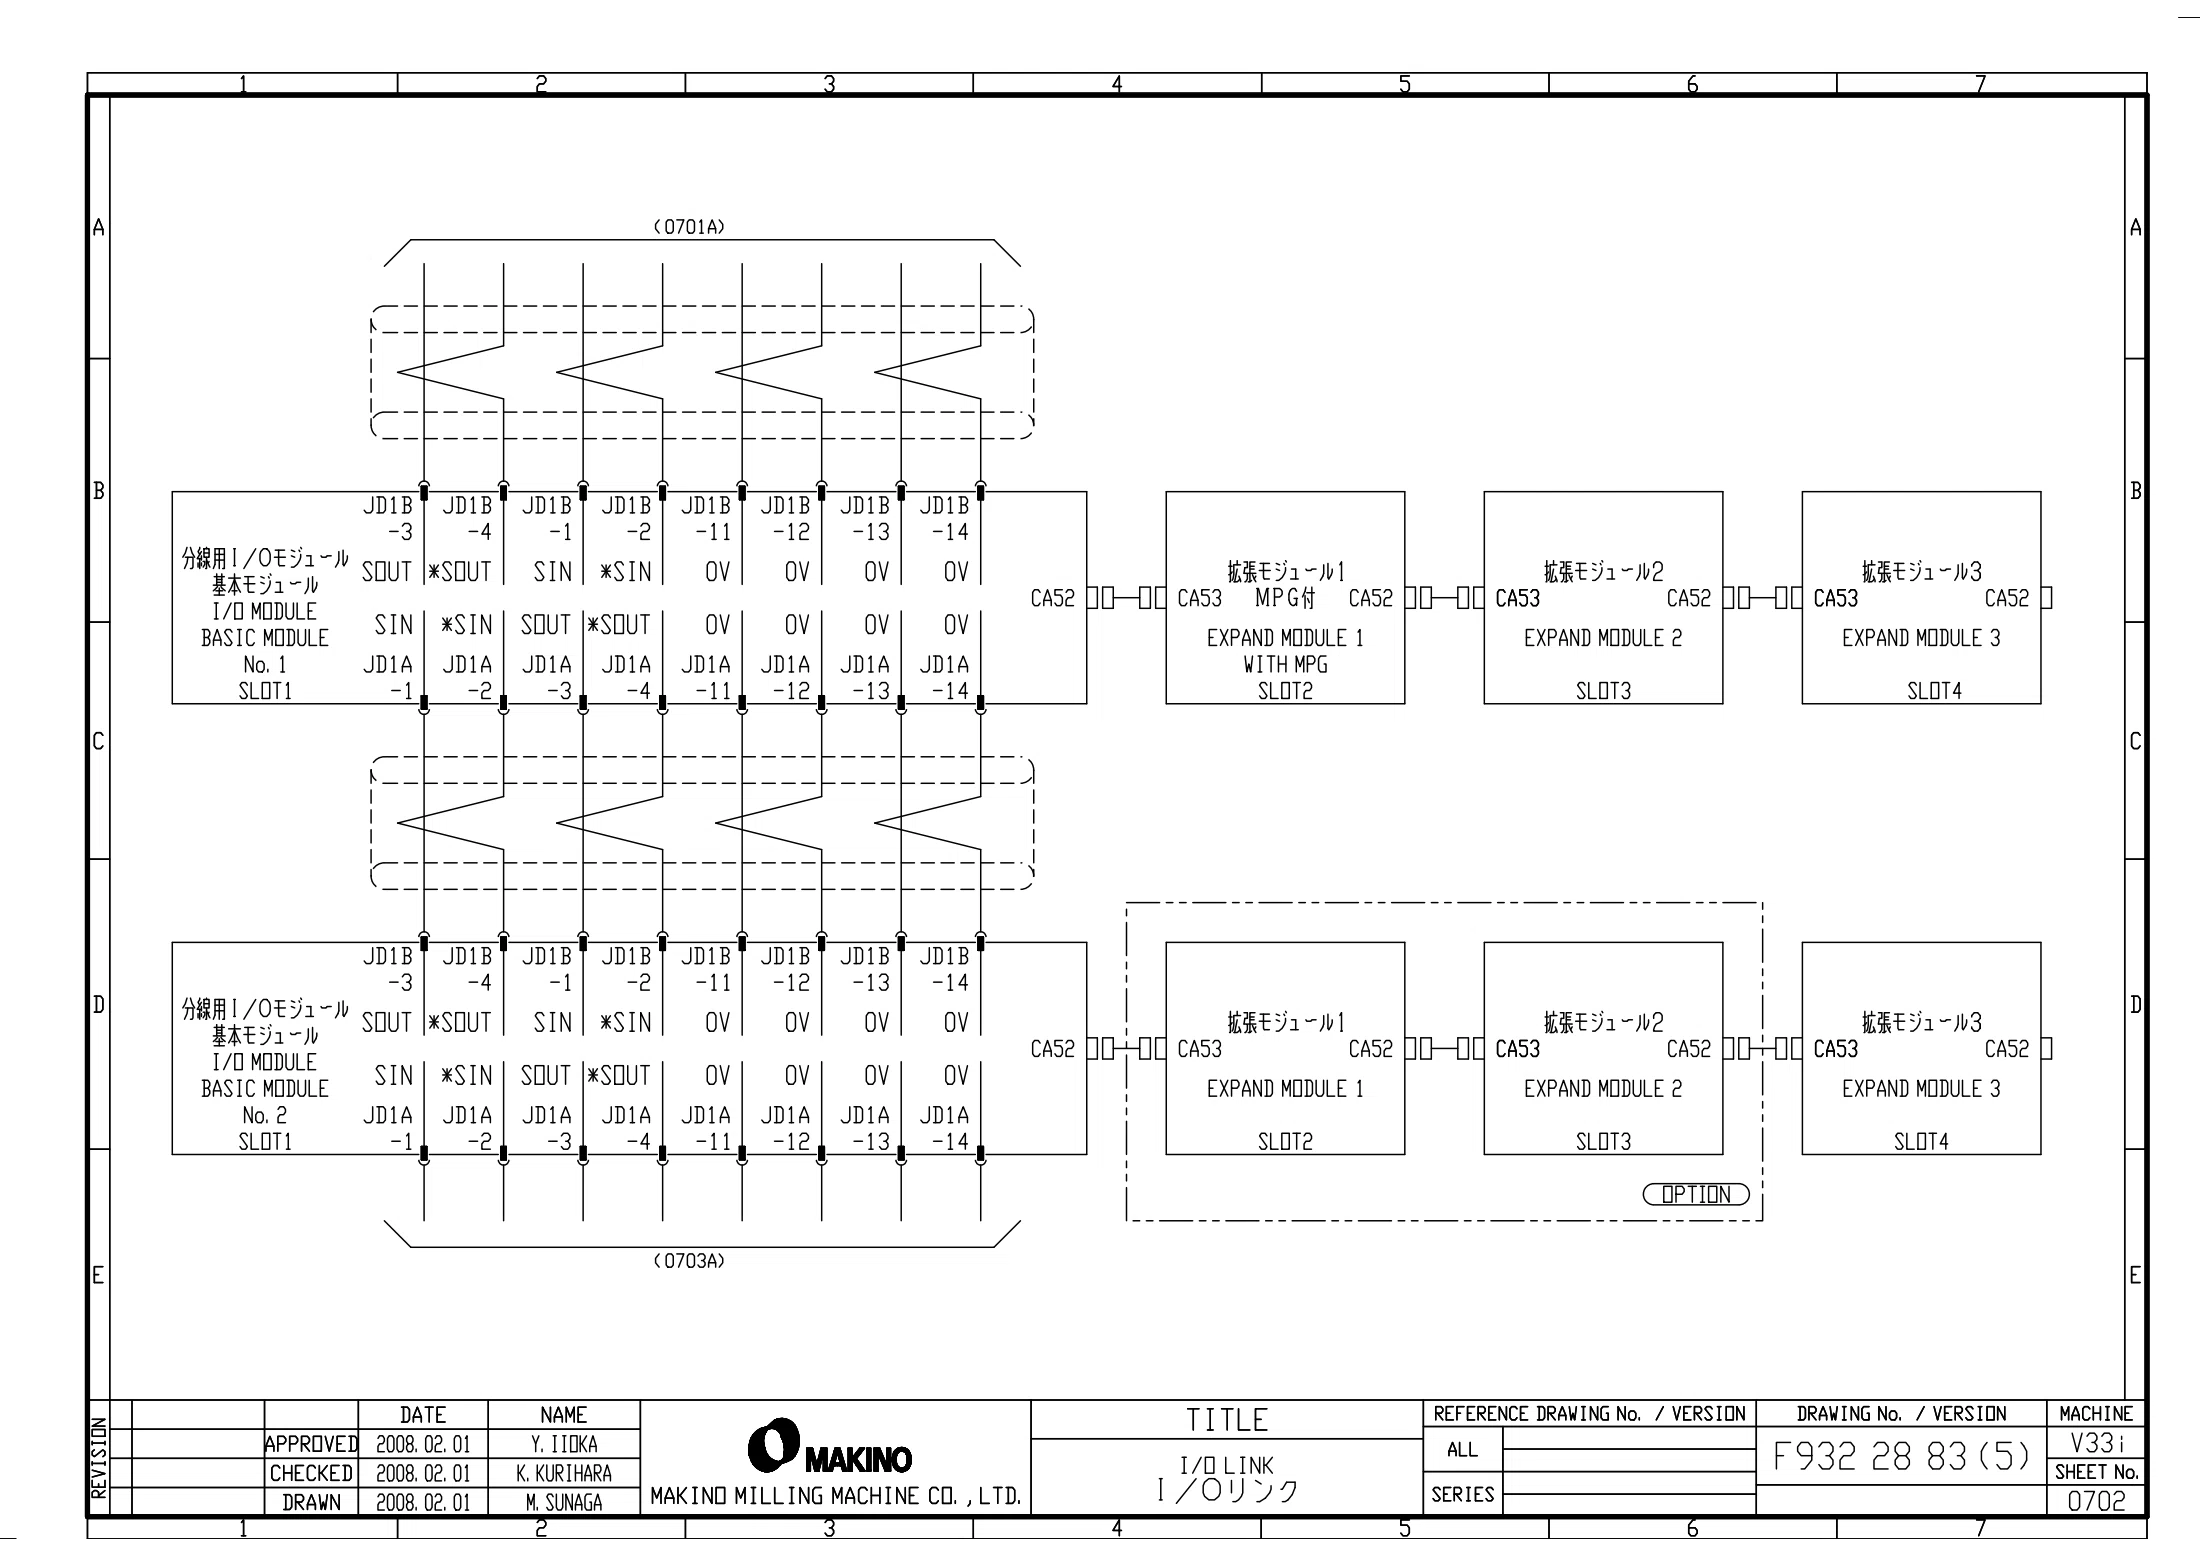 1 2 3 4 5 6 7
A A
(0701A)
B B
JD1B JD1B JD1B JD1B JD1B JD1B JD1B JD1B
-3 -4 -1 -2 -11 -12 -13 -14
SOUT *SOUT SIN *SIN 0V 0V 0V 0V
SIN *SIN SOUT *SOUT 0V 0V 0V 0V
JD1A JD1A JD1A JD1A JD1A JD1A JD1A JD1A
-1 -2 -3 -4 -11 -12 -13 -14
分線用I/Oモジュール
基本モジュール
I/O MODULE
BASIC MODULE
No. 1
SLOT1
CA52
拡張モジュール1
CA53 MPG付 CA52
EXPAND MODULE 1
WITH MPG
SLOT2
拡張モジュール2
CA53 CA52
EXPAND MODULE 2
SLOT3
拡張モジュール3
CA53 CA52
EXPAND MODULE 3
SLOT4
C C
D D
JD1B JD1B JD1B JD1B JD1B JD1B JD1B JD1B
-3 -4 -1 -2 -11 -12 -13 -14
SOUT *SOUT SIN *SIN 0V 0V 0V 0V
SIN *SIN SOUT *SOUT 0V 0V 0V 0V
JD1A JD1A JD1A JD1A JD1A JD1A JD1A JD1A
-1 -2 -3 -4 -11 -12 -13 -14
分線用I/Oモジュール
基本モジュール
I/O MODULE
BASIC MODULE
No. 2
SLOT1
CA52
拡張モジュール1
CA53 CA52
EXPAND MODULE 1
SLOT2
拡張モジュール2
CA53 CA52
EXPAND MODULE 2
SLOT3
拡張モジュール3
CA53 CA52
EXPAND MODULE 3
SLOT4
OPTION
(0703A)
E E
REVISION
DATE NAME
APPROVED 2008. 02. 01 Y. IIOKA
CHECKED 2008. 02. 01 K. KURIHARA
DRAWN 2008. 02. 01 M. SUNAGA
MAKINO
MAKINO MILLING MACHINE CO. , LTD.
TITLE
I/O LINK
I/Oリンク
REFERENCE DRAWING No. / VERSION
ALL
SERIES
DRAWING No. / VERSION
F932 28 83 (5)
MACHINE
V33i
SHEET No.
0702
1 2 3 4 5 6 7